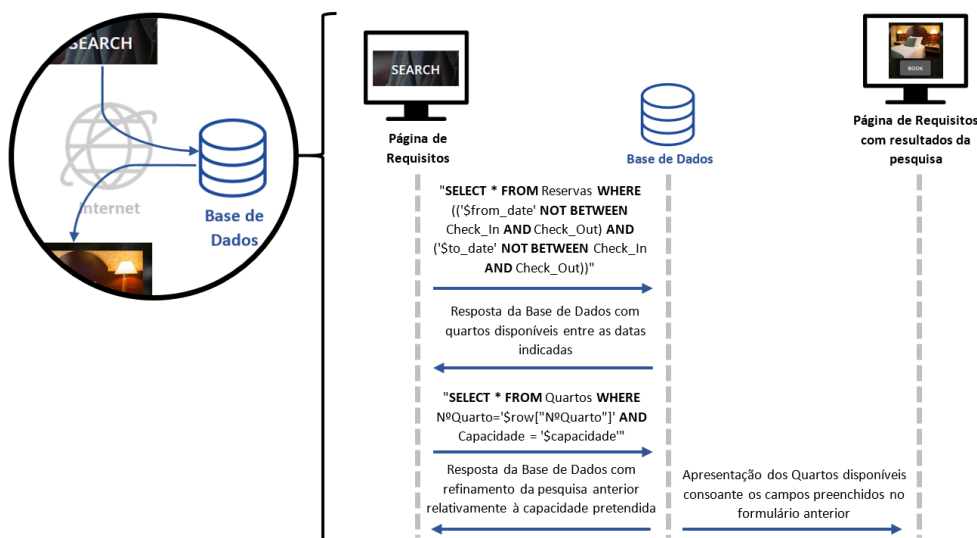 SEARCH
Internet
Base de
Dados
SEARCH
Página de
Requisitos
Base de Dados
BOOK
Página de Requisitos
com resultados da
pesquisa
"SELECT * FROM Reservas WHERE
(('$from_date' NOT BETWEEN
Check_In AND Check_Out) AND
('$to_date' NOT BETWEEN Check_In
AND Check_Out))"
Resposta da Base de Dados com
quartos disponíveis entre as datas
indicadas
"SELECT * FROM Quartos WHERE
NºQuarto='$row["NºQuarto"]' AND
Capacidade = '$capacidade'"
Resposta da Base de Dados com
refinamento da pesquisa anterior
relativamente à capacidade pretendida
Apresentação dos Quartos disponíveis
consoante os campos preenchidos no
formulário anterior